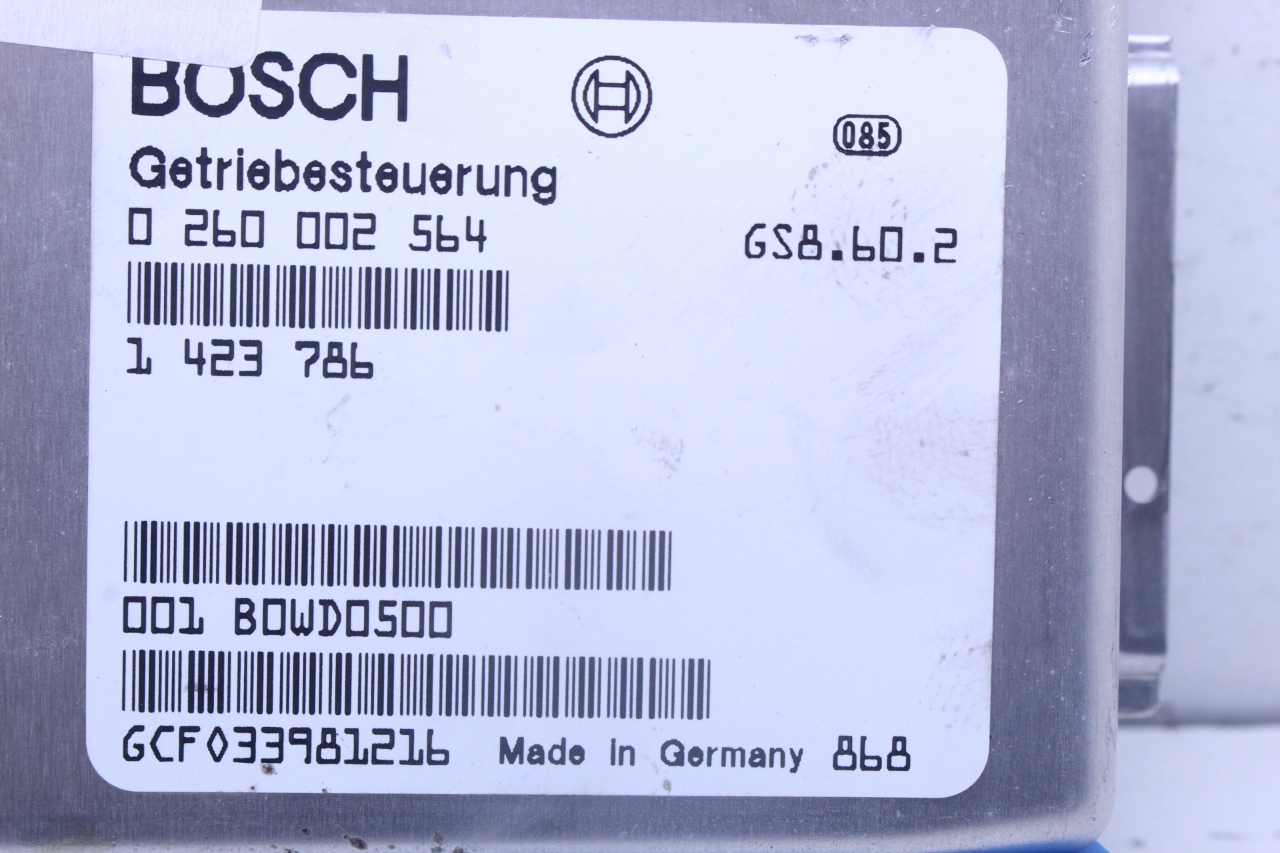 BOSCH
085
Getriebesteuerung
0 260 002 564
GS8.60.2
1 423 786
001 B0WD0500
GCF033981216 Made in Germany 868